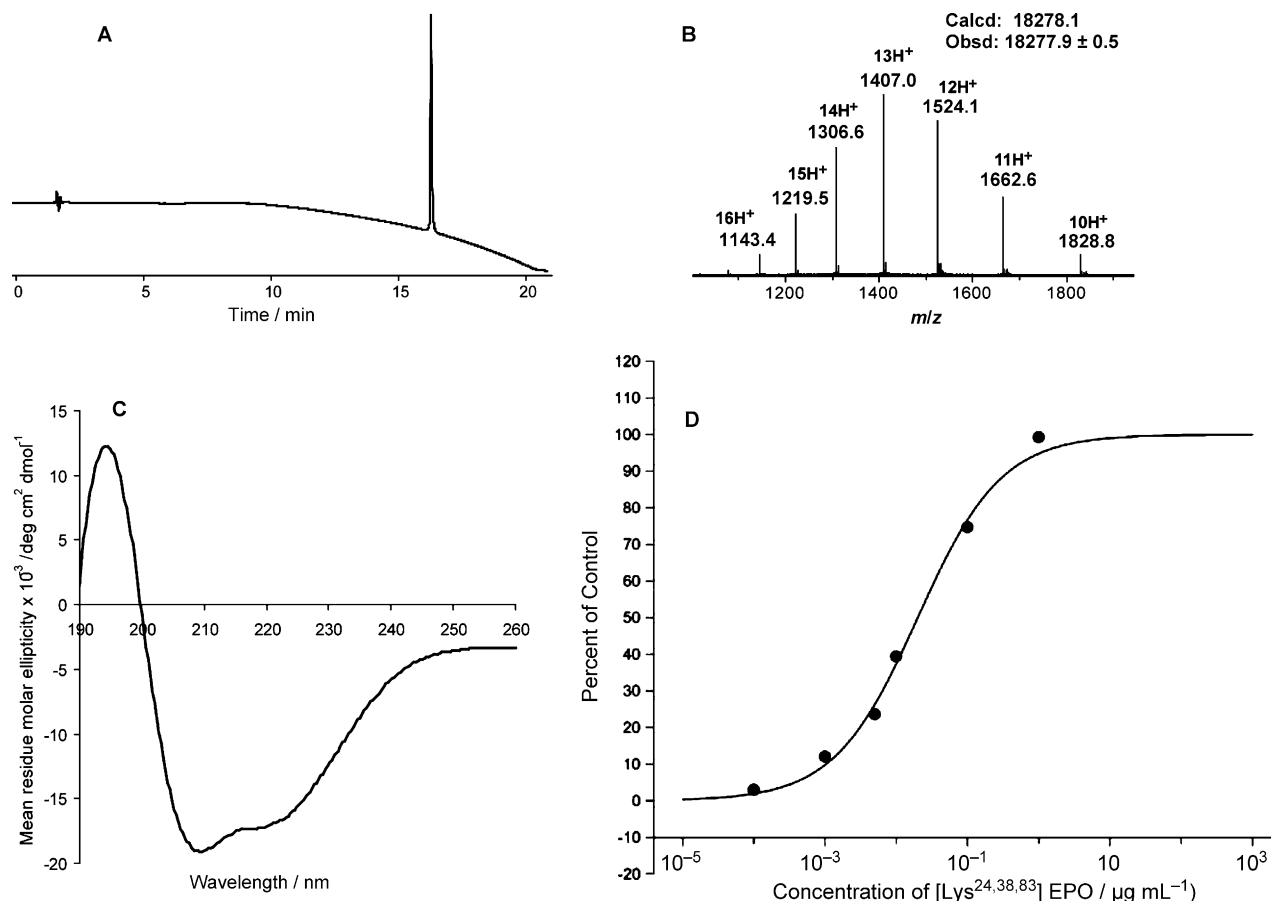 A
0 5 10 15 20
Time / min
B
Calcd: 18278.1
Obsd: 18277.9 ± 0.5
13H⁺
1407.0
12H⁺
1524.1
14H⁺
1306.6
11H⁺
1662.6
15H⁺
1219.5
16H⁺
1143.4
10H⁺
1828.8
1200 1400 1600 1800
m/z
C
Mean residue molar ellipticity x 10⁻³ /deg cm² dmol⁻¹
15
10
5
0
-5
-10
-15
-20
190 200 210 220 230 240 250 260
Wavelength / nm
D
Percent of Control
120
110
100
90
80
70
60
50
40
30
20
10
0
-10
-20
10⁻⁵ 10⁻³ 10⁻¹ 10 10³
Concentration of [Lys²⁴,³⁸,⁸³] EPO / µg mL⁻¹)